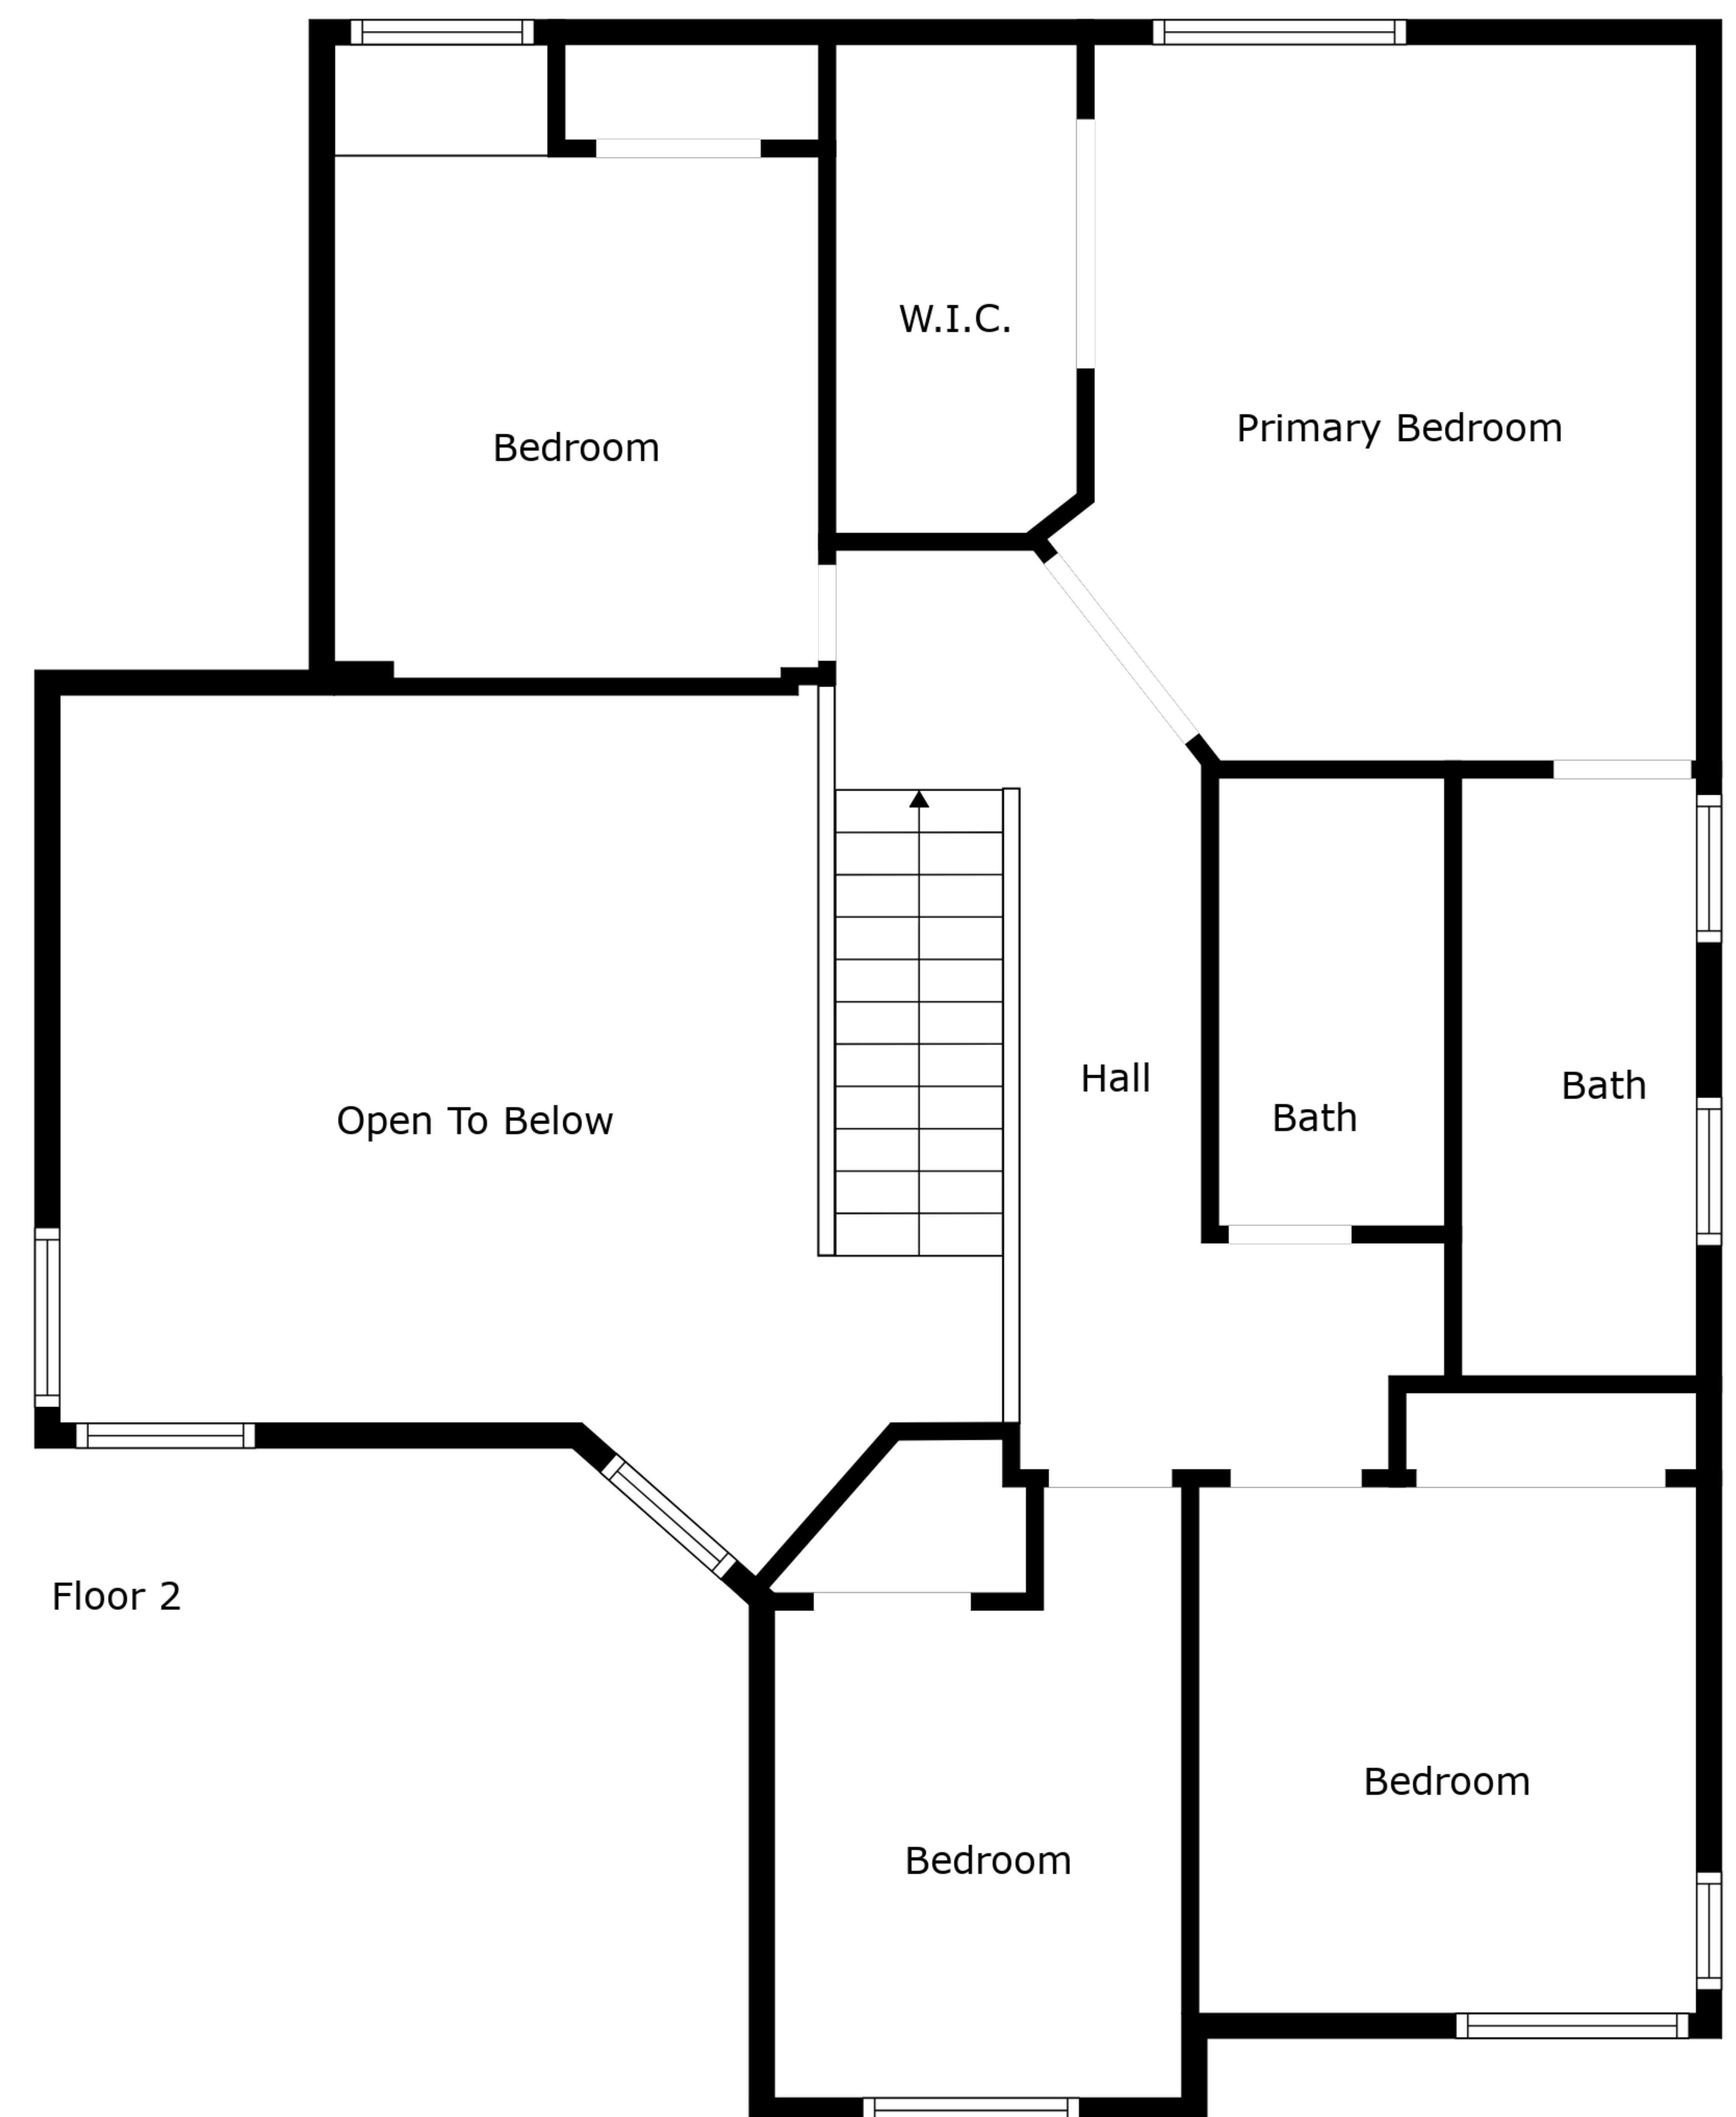 W.I.C.
Primary Bedroom
Bedroom
Hall
Bath
Bath
Open To Below
Floor 2
Bedroom
Bedroom